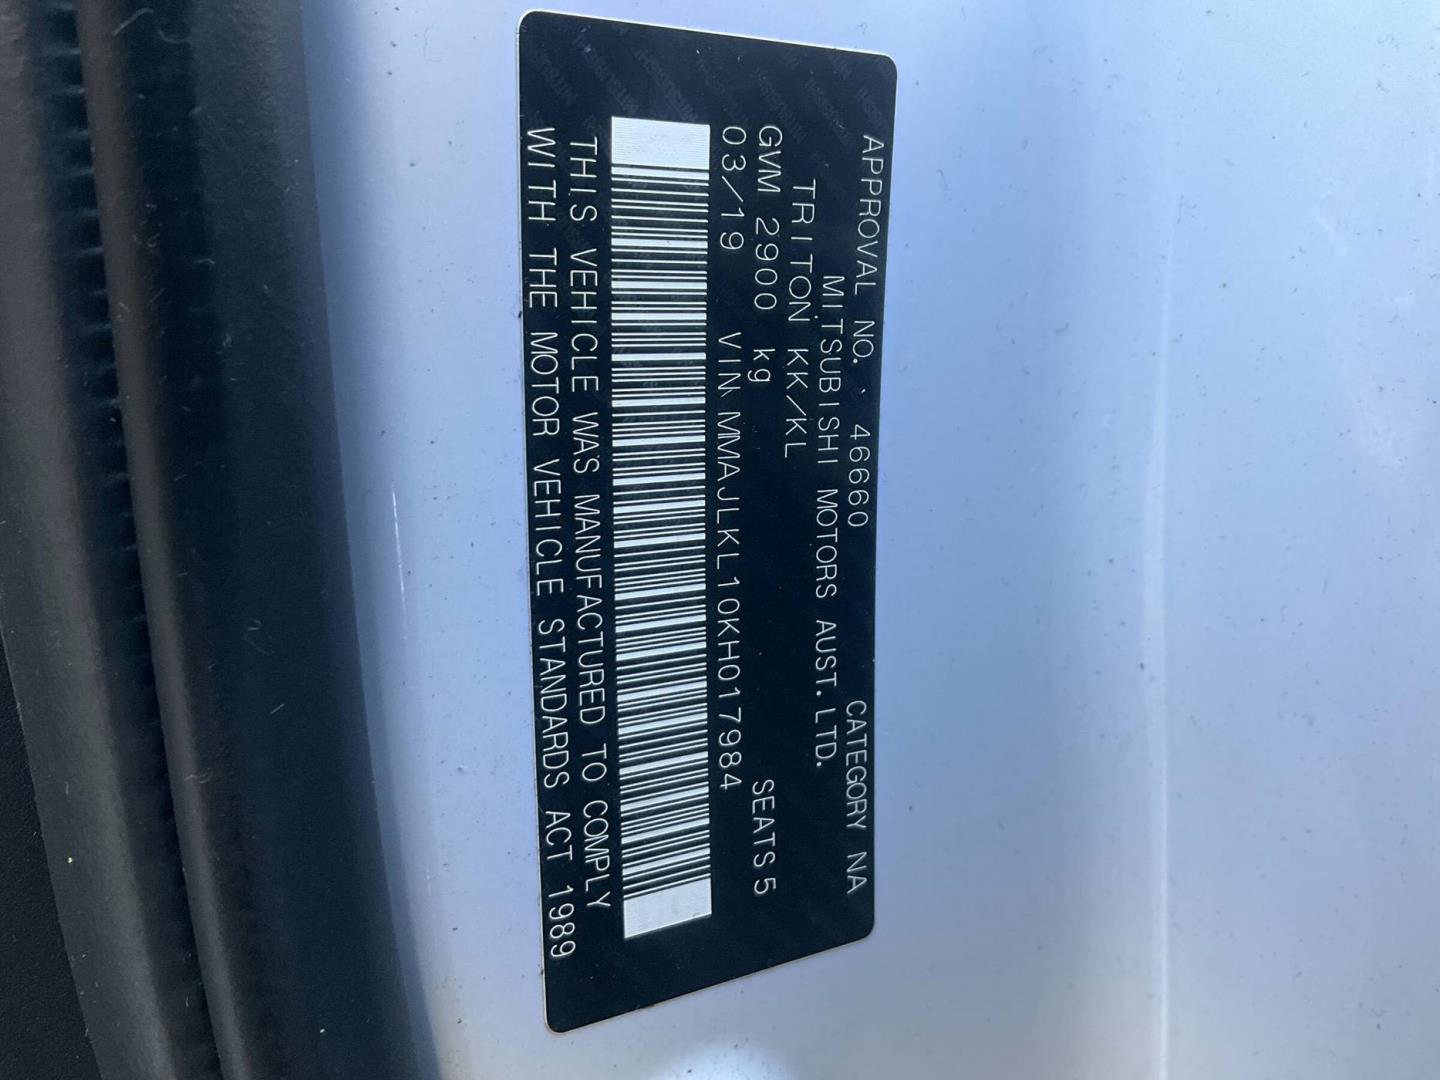 APPROVAL NO. 46660 CATEGORY NA
MITSUBISHI MOTORS AUST. LTD.
TRITON KK/KL
GVM 2900 kg SEATS 5
03/19 VIN MMAJLKL10KH017984
THIS VEHICLE WAS MANUFACTURED TO COMPLY
WITH THE MOTOR VEHICLE STANDARDS ACT 1989